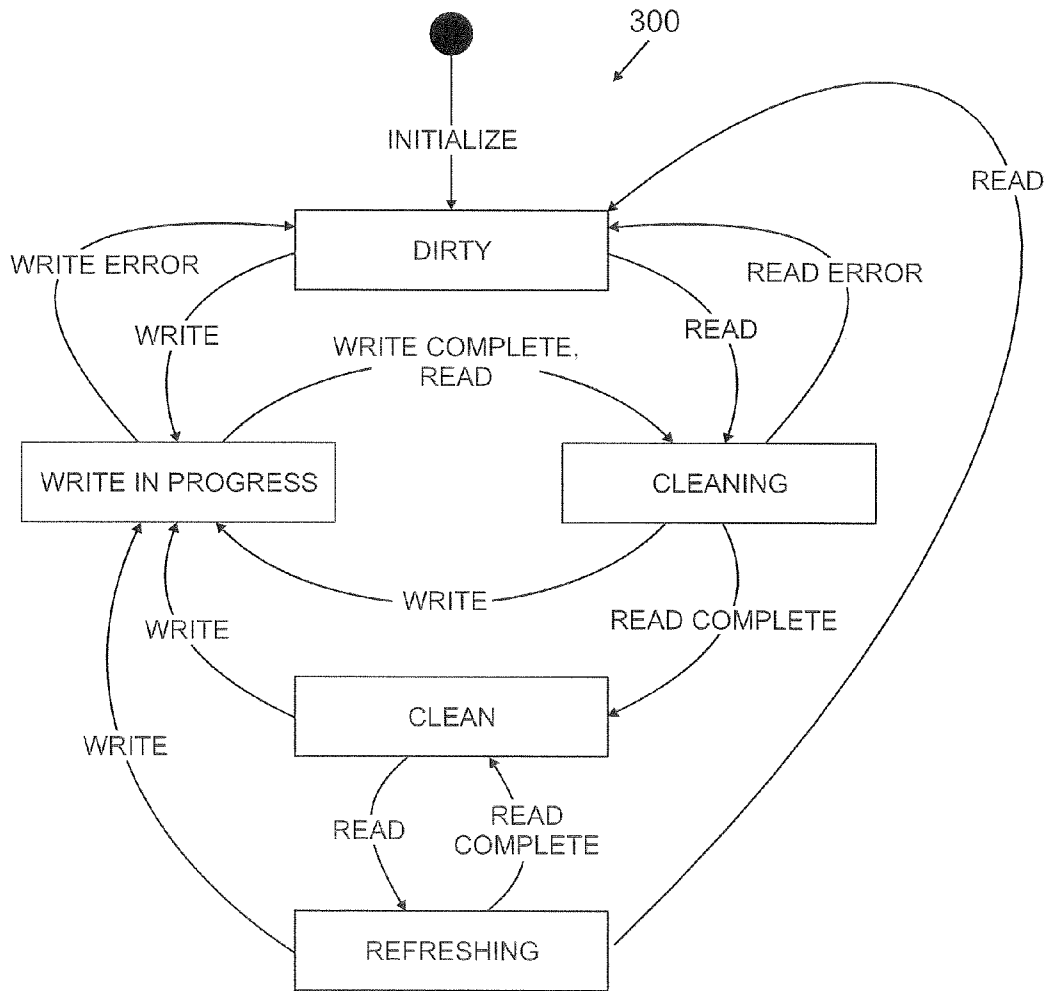 300
INITIALIZE
READ
DIRTY
WRITE ERROR
READ ERROR
WRITE
READ
WRITE COMPLETE,
READ
WRITE IN PROGRESS
CLEANING
WRITE
READ COMPLETE
WRITE
CLEAN
WRITE
READ
READ
COMPLETE
REFRESHING